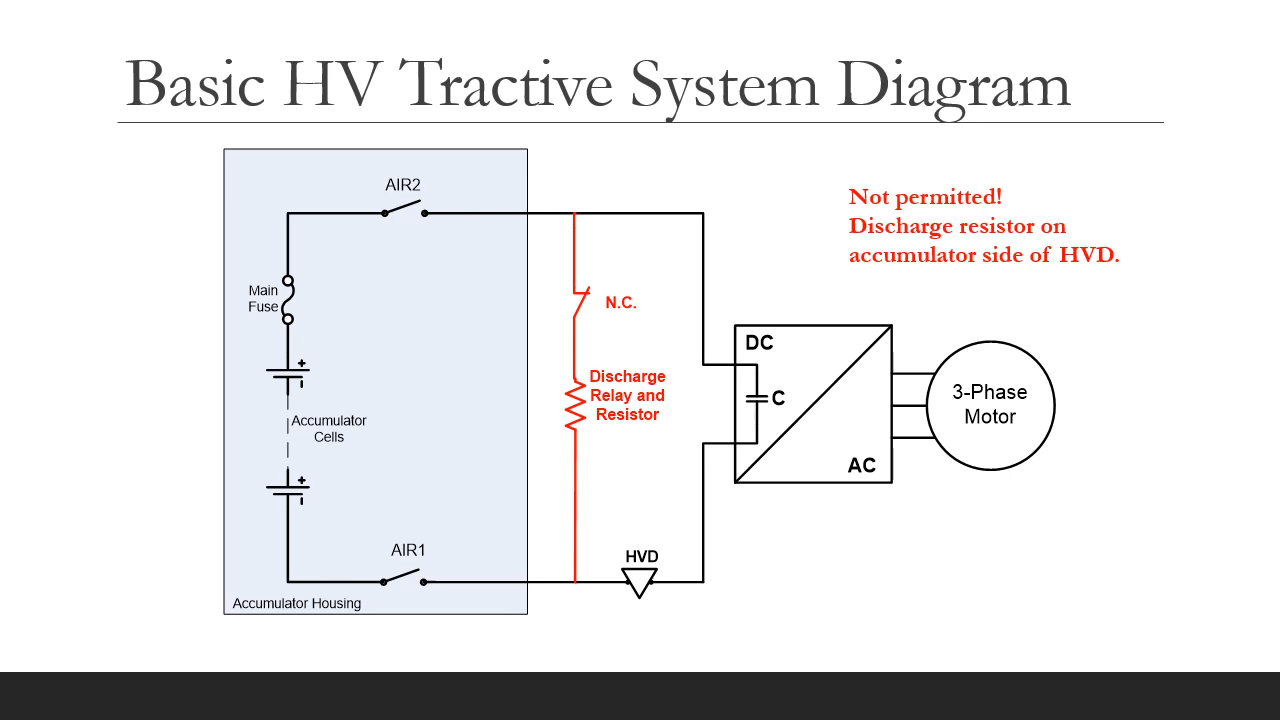 Basic HV Tractive System Diagram
AIR2
Not permitted!
Discharge resistor on
accumulator side of HVD.
Main
Fuse
N.C.
+
Discharge
Relay and
Resistor
Accumulator
Cells
+
DC
C
AC
3-Phase
Motor
AIR1
HVD
Accumulator Housing